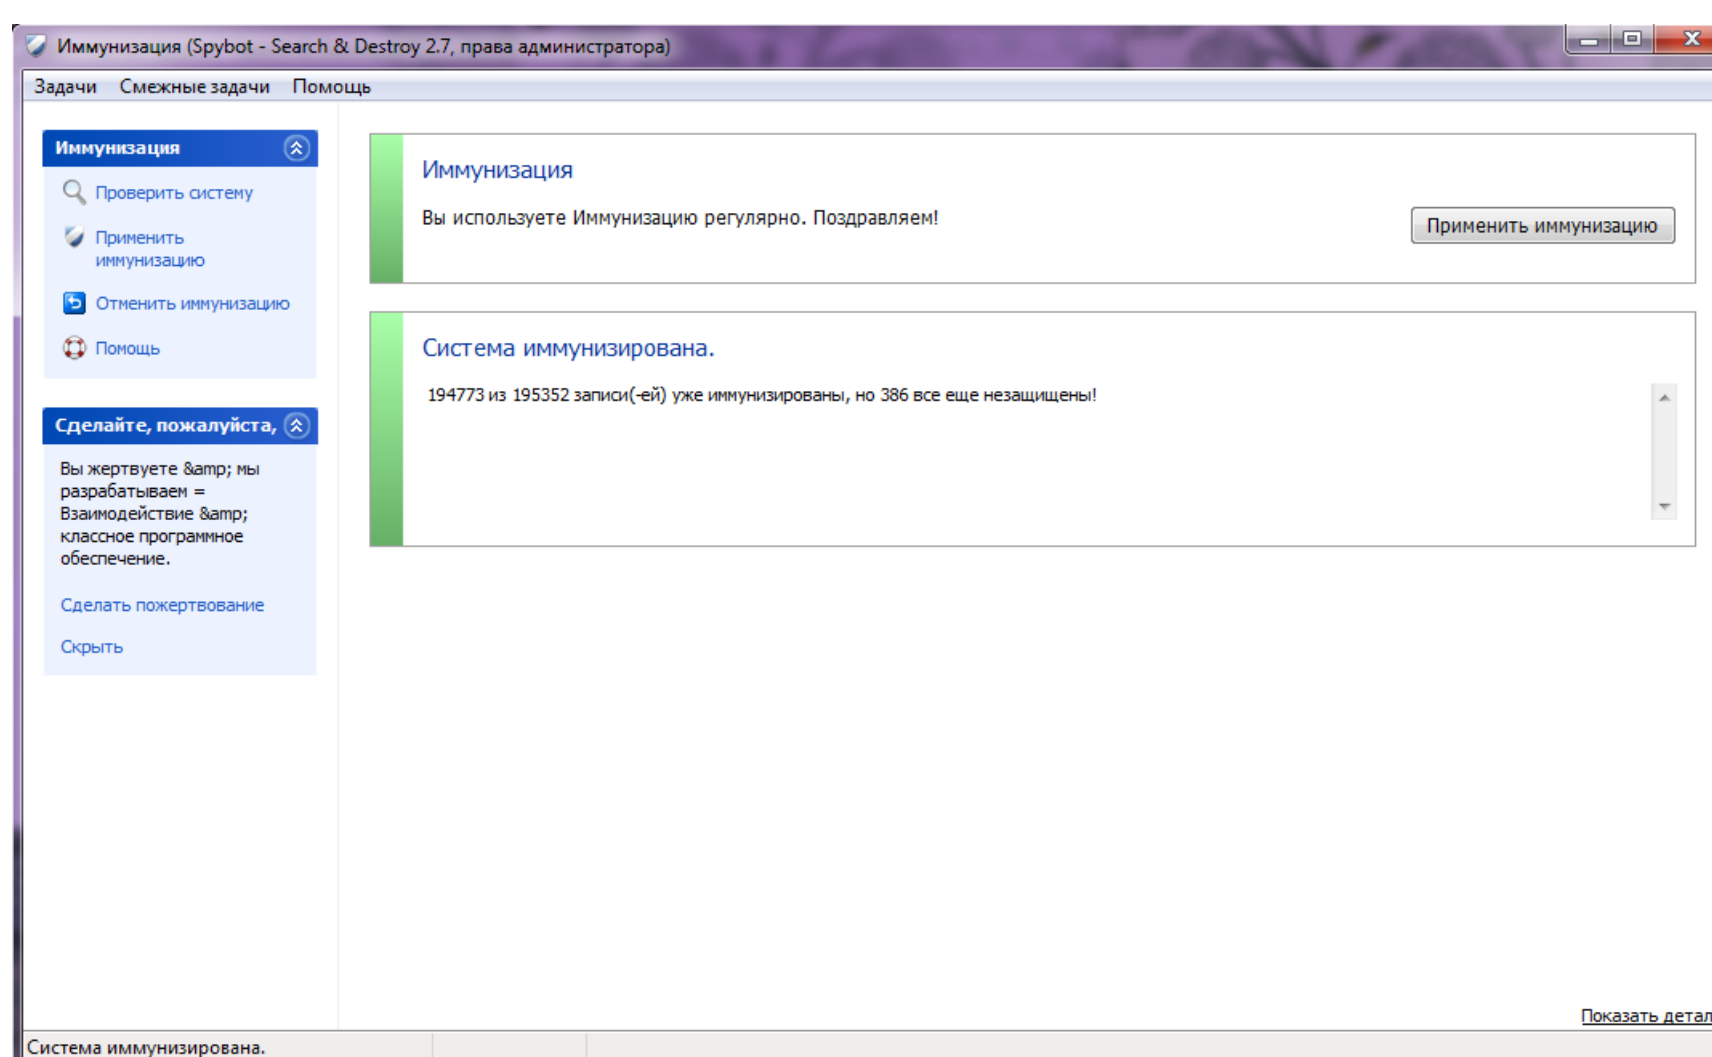 Иммунизация (Spybot - Search & Destroy 2.7, права администратора)
Задачи Смежные задачи Помощь
Иммунизация
Проверить систему
Применить
иммунизацию
Отменить иммунизацию
Помощь
Сделайте, пожалуйста,
Вы жертвуете &amp; мы
разрабатываем =
Взаимодействие &amp;
классное программное
обеспечение.
Сделать пожертвование
Скрыть
Иммунизация
Вы используете Иммунизацию регулярно. Поздравляем!
Применить иммунизацию
Система иммунизирована.
194773 из 195352 записи(-ей) уже иммунизированы, но 386 все еще незащищены!
Показать детал
Система иммунизирована.